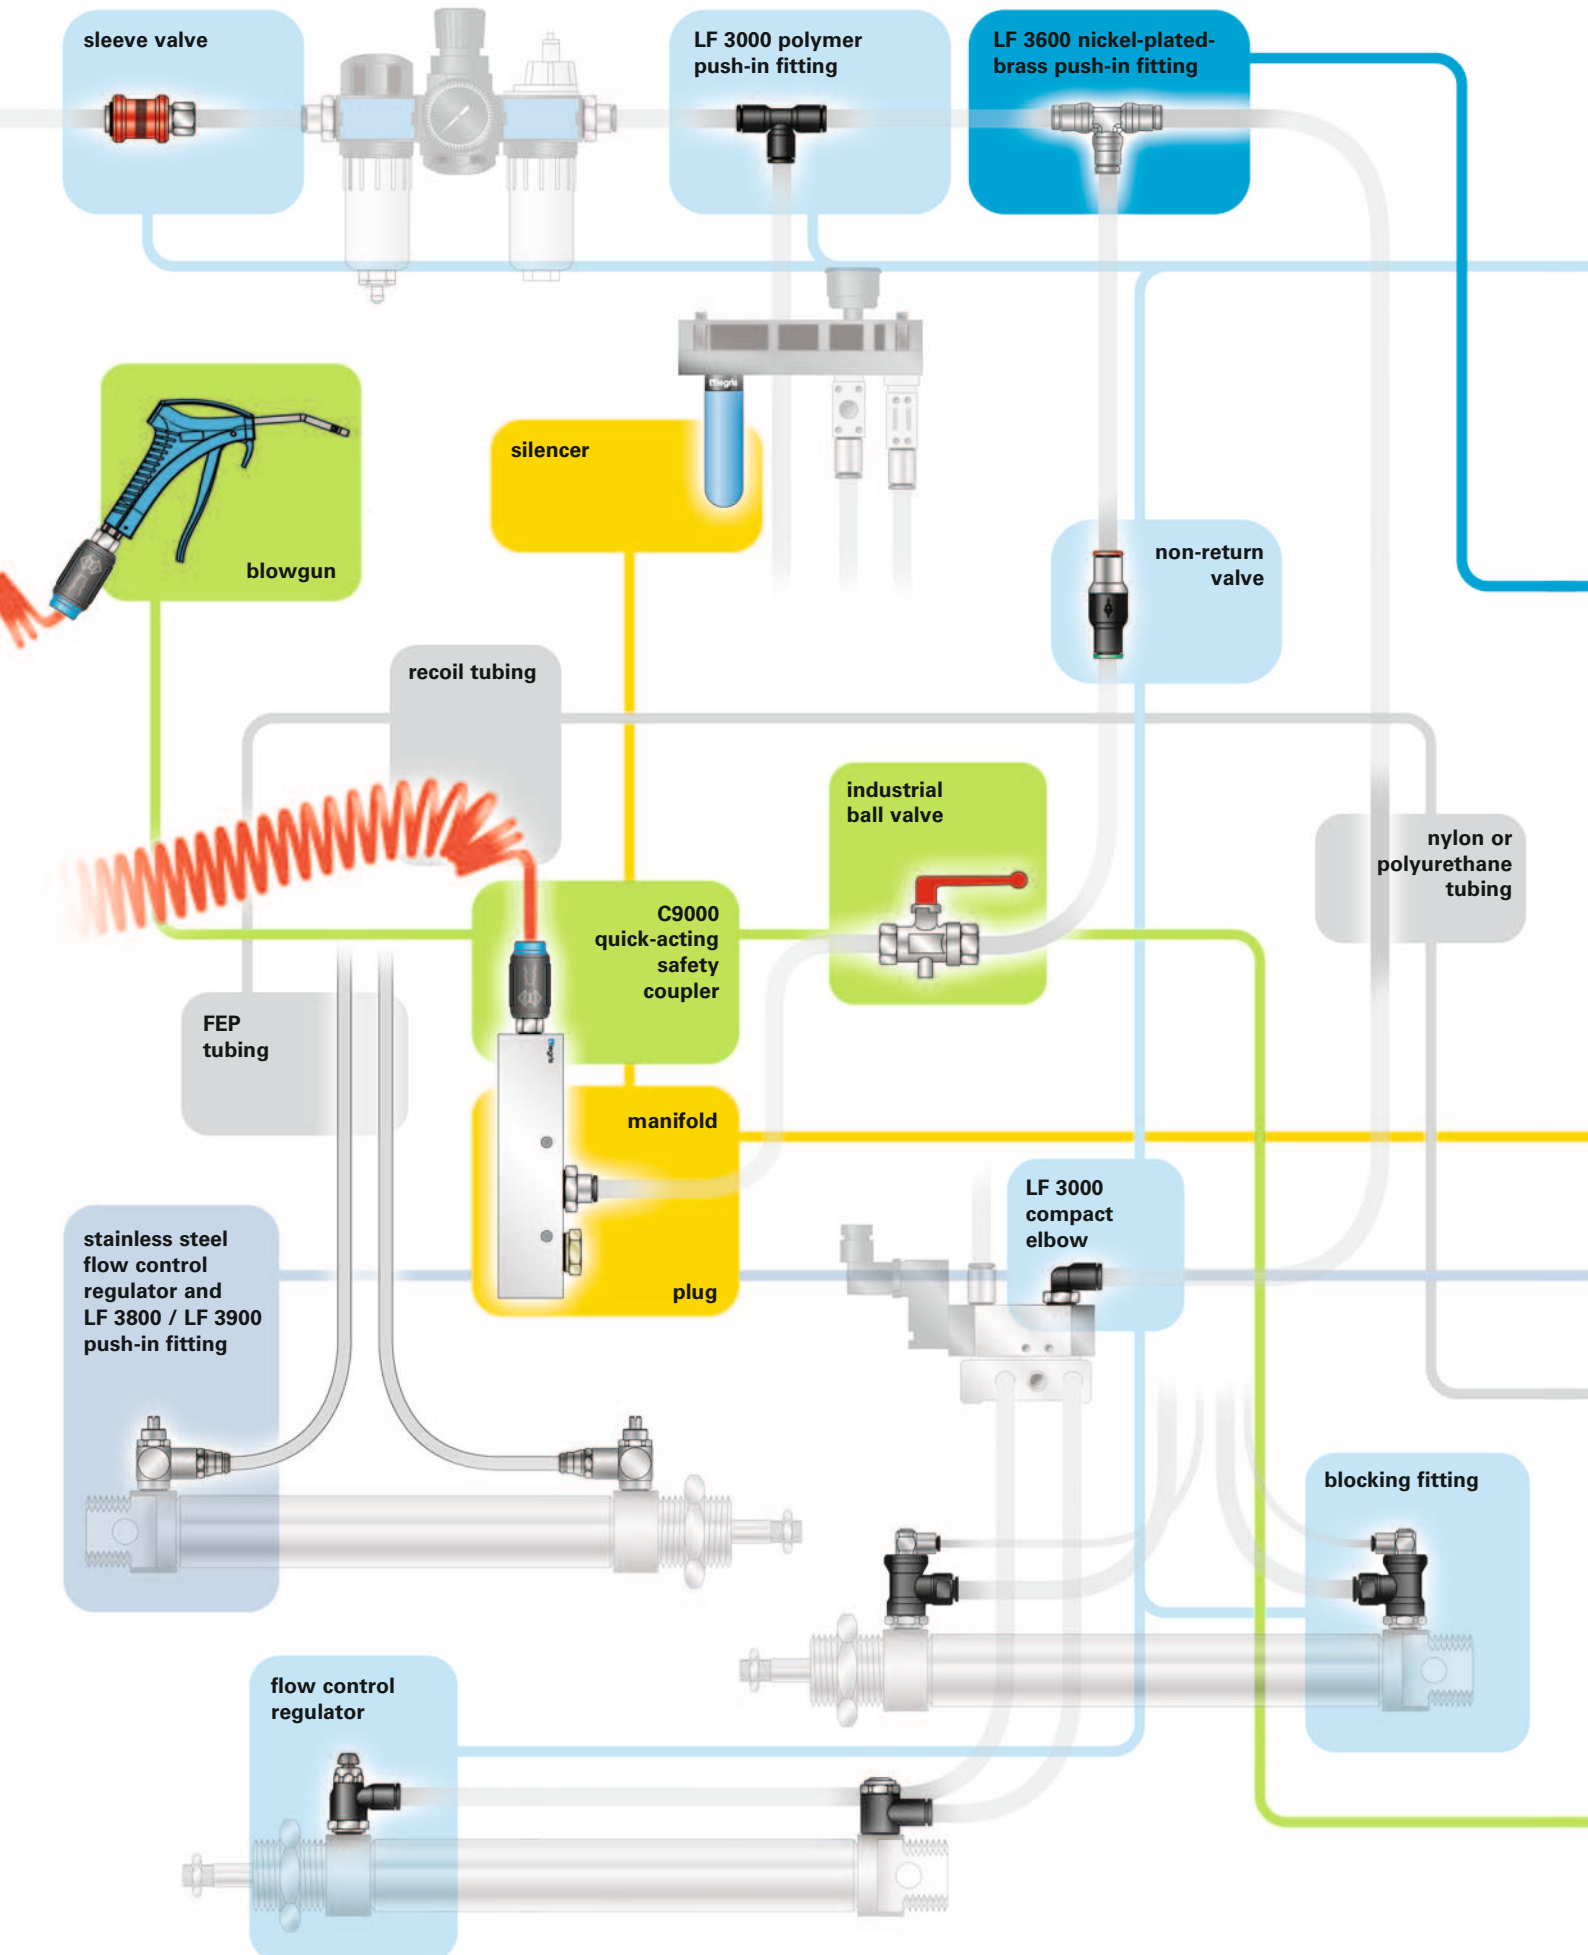 sleeve valve
LF 3000 polymer
push-in fitting
LF 3600 nickel-plated-
brass push-in fitting
legris
silencer
blowgun
non-return
valve
recoil tubing
industrial
ball valve
nylon or
polyurethane
tubing
C9000
quick-acting
safety
coupler
FEP
tubing
legris
manifold
plug
LF 3000
compact
elbow
stainless steel
flow control
regulator and
LF 3800 / LF 3900
push-in fitting
blocking fitting
flow control
regulator